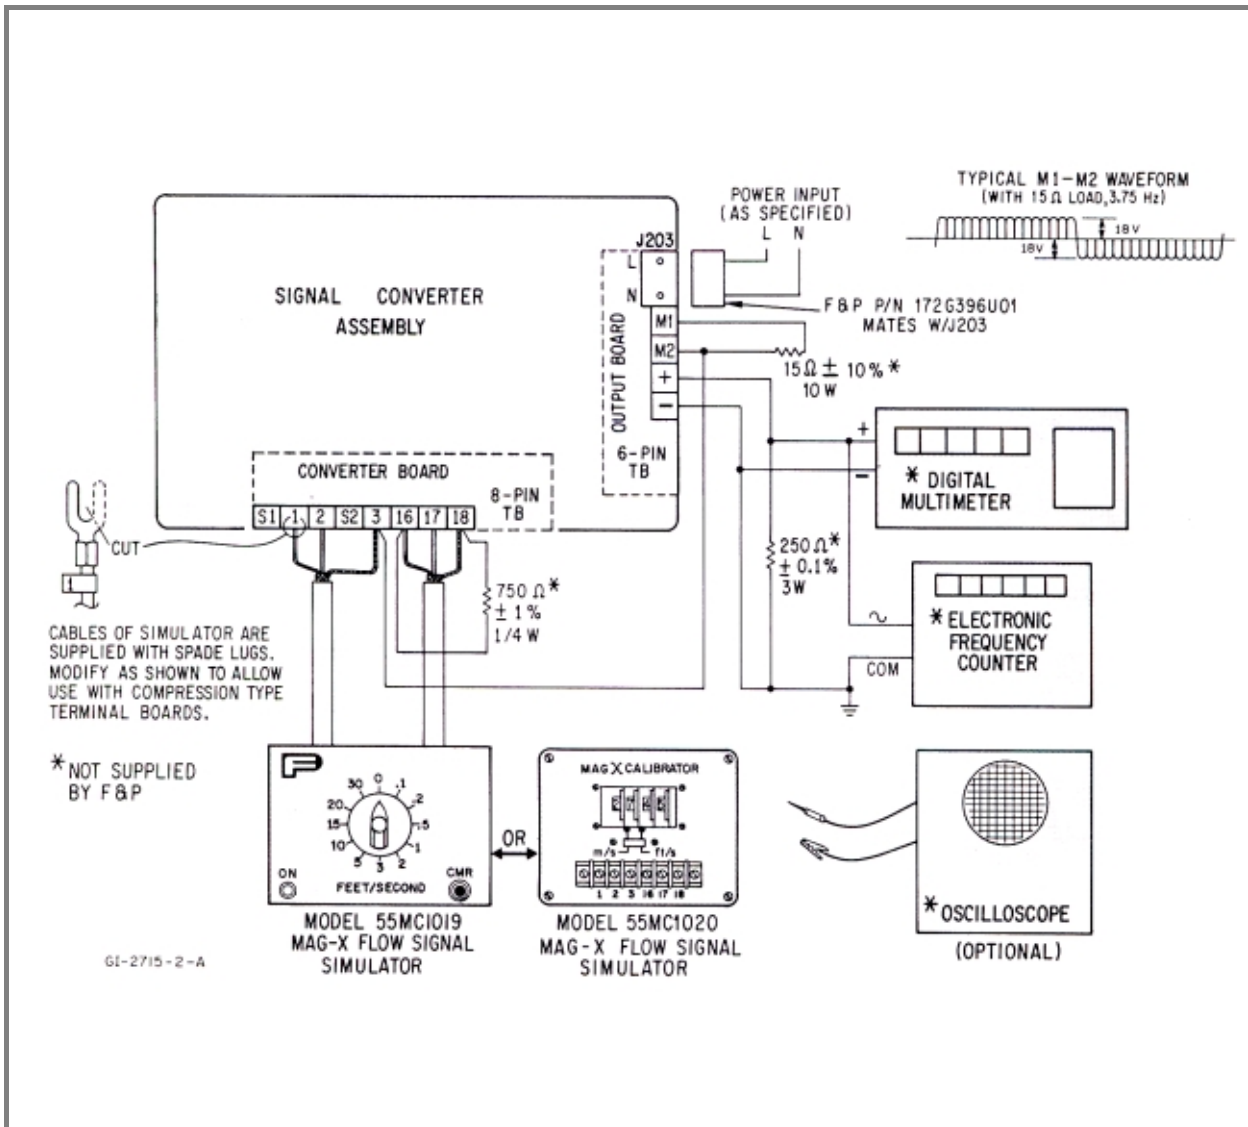 TYPICAL M1-M2 WAVEFORM
(WITH 15Ω LOAD, 3.75 Hz)
18V
18V
POWER INPUT
(AS SPECIFIED)
L N
J203
L
N
M1
M2
+
-
OUTPUT BOARD
6-PIN
TB
F&P P/N 172G396U01
MATES W/J203
15Ω ± 10% *
10W
SIGNAL CONVERTER
ASSEMBLY
CONVERTER BOARD
8-PIN
TB
S1 1 2 S2 3 16 17 18
CUT
1
750Ω*
± 1%
1/4 W
250Ω*
± 0.1%
3W
+
-
* DIGITAL
MULTIMETER
~
COM
* ELECTRONIC
FREQUENCY
COUNTER
CABLES OF SIMULATOR ARE
SUPPLIED WITH SPADE LUGS.
MODIFY AS SHOWN TO ALLOW
USE WITH COMPRESSION TYPE
TERMINAL BOARDS.
* NOT SUPPLIED
BY F&P
0
.1
.2
.5
1
2
3
5
10
15
20
30
ON
FEET/SECOND
CMR
MODEL 55MC1019
MAG-X FLOW SIGNAL
SIMULATOR
OR
MAG X CALIBRATOR
m/s ft/s
1 2 3 16 17 18
MODEL 55MC1020
MAG-X FLOW SIGNAL
SIMULATOR
* OSCILLOSCOPE
(OPTIONAL)
GI-2715-2-A